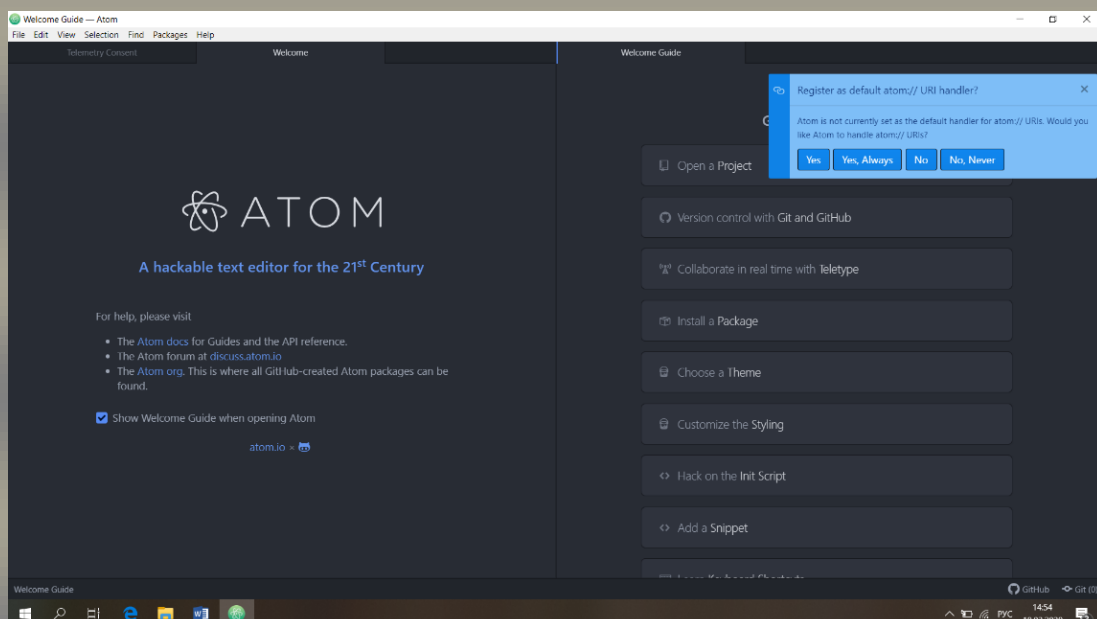 Welcome Guide — Atom
File Edit View Selection Find Packages Help
Telemetry Consent
Welcome
Welcome Guide
Register as default atom:// URI handler?
Atom is not currently set as the default handler for atom:// URIs. Would you
like Atom to handle atom:// URIs?
Yes
Yes, Always
No
No, Never
ATOM
A hackable text editor for the 21st Century
For help, please visit
• The Atom docs for Guides and the API reference.
• The Atom forum at discuss.atom.io
• The Atom org. This is where all GitHub-created Atom packages can be
found.
Show Welcome Guide when opening Atom
atom.io ×
Open a Project
Version control with Git and GitHub
Collaborate in real time with Teletype
Install a Package
Choose a Theme
Customize the Styling
Hack on the Init Script
Add a Snippet
Learn Keyboard Shortcuts
Welcome Guide
GitHub
Git (0)
РУС
14:54